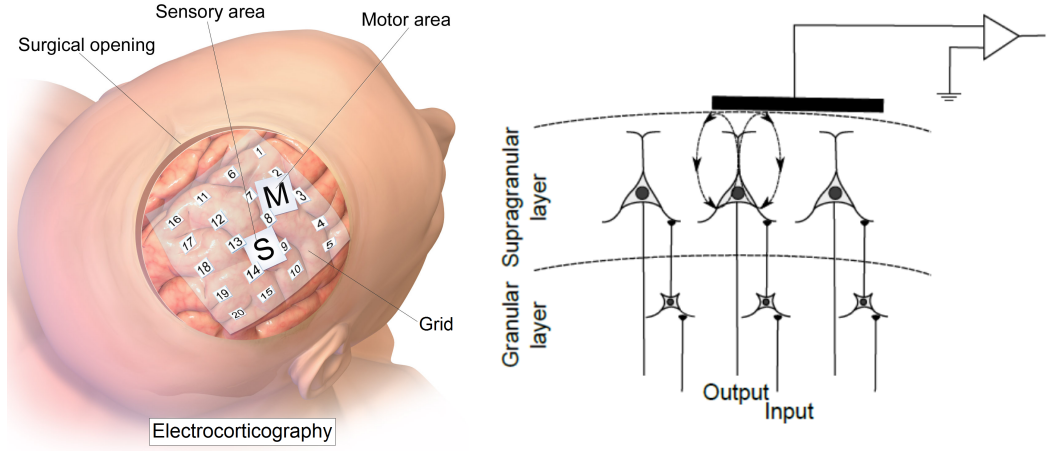 Sensory area
Motor area
Surgical opening
1
2
3
4
5
6
7
8
9
10
11
12
13
14
15
16
17
18
19
20
M
S
Grid
Electrocorticography
Supragranular
layer
Granular
layer
Output
Input